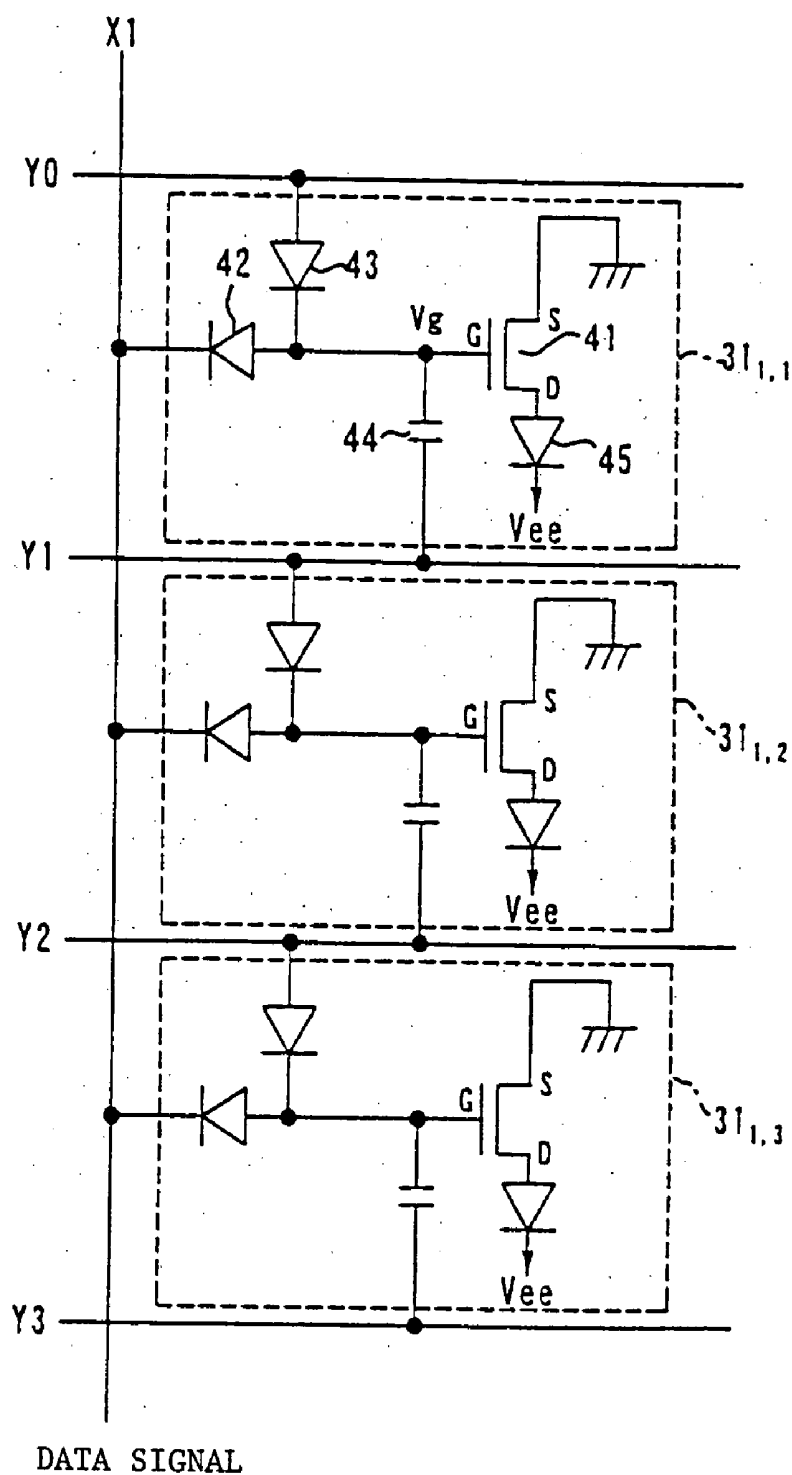 X1
Y0
42
43
Vg
G
S
41
D
31₁,₁
44
45
Vee
Y1
G
S
D
31₁,₂
Vee
Y2
G
S
D
31₁,₃
Vee
Y3
DATA SIGNAL